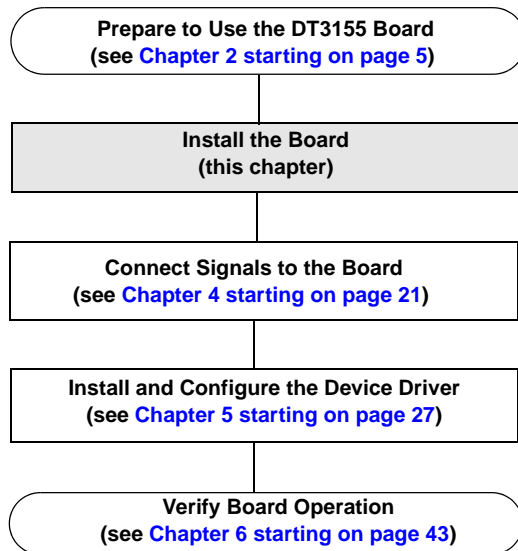 Prepare to Use the DT3155 Board
(see Chapter 2 starting on page 5)
Install the Board
(this chapter)
Connect Signals to the Board
(see Chapter 4 starting on page 21)
Install and Configure the Device Driver
(see Chapter 5 starting on page 27)
Verify Board Operation
(see Chapter 6 starting on page 43)